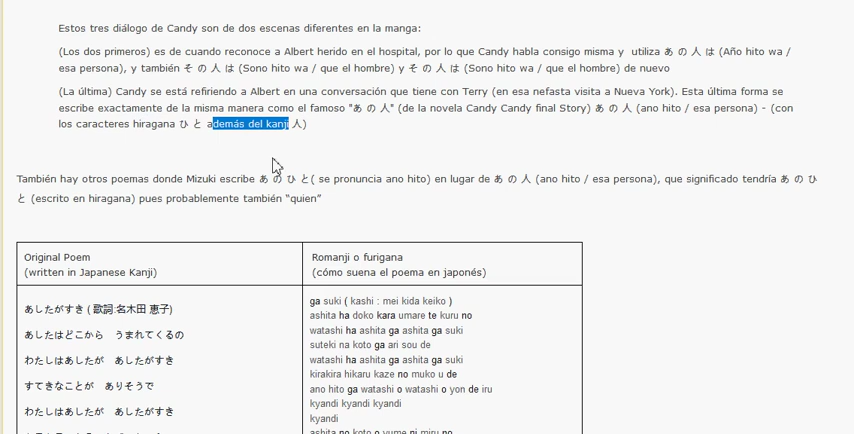 Estos tres diálogo de Candy son de dos escenas diferentes en la manga:
(Los dos primeros) es de cuando reconoce a Albert herido en el hospital, por lo que Candy habla consigo misma y utiliza あ の 人 は (Año hito wa /
esa persona), y también そ の 人 は (Sono hito wa / que el hombre) y そ の 人 は (Sono hito wa / que el hombre) de nuevo
(La última) Candy se está refiriendo a Albert en una conversación que tiene con Terry (en esa nefasta visita a Nueva York). Esta última forma se
escribe exactamente de la misma manera como el famoso "あ の 人" (de la novela Candy Candy final Story) あ の 人 (ano hito / esa persona) - (con
los caracteres hiragana ひ と además del kanji 人)
También hay otros poemas donde Mizuki escribe あ の ひ と( se pronuncia ano hito) en lugar de あ の 人 (ano hito / esa persona), que significado tendría あ の ひ
と (escrito en hiragana) pues probablemente también “quien”
Original Poem
(written in Japanese Kanji)
あしたがすき ( 歌詞:名木田 恵子)
あしたはどこから　うまれてくるの
わたしはあしたが　あしたがすき
すてきなことが　ありそうで
わたしはあしたが　あしたがすき
Romanji o furigana
(cómo suena el poema en japonés)
ga suki ( kashi : mei kida keiko )
ashita ha doko kara umare te kuru no
watashi ha ashita ga ashita ga suki
suteki na koto ga ari sou de
watashi ha ashita ga ashita ga suki
kirakira hikaru kaze no muko u de
ano hito ga watashi o watashi o yon de iru
kyandi kyandi kyandi
kyandi
ashita no koto o yume ni miru no